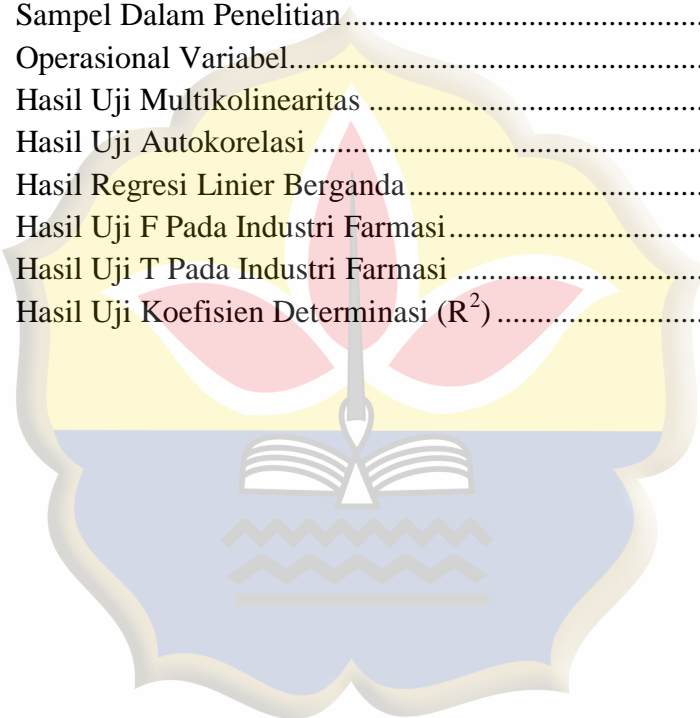 Sampel Dalam Penelitian ..........................................
Operasional Variabel..................................................
Hasil Uji Multikolinearitas ......................................
Hasil Uji Autokorelasi ..............................................
Hasil Regresi Linier Berganda..................................
Hasil Uji F Pada Industri Farmasi.............................
Hasil Uji T Pada Industri Farmasi ...........................
Hasil Uji Koefisien Determinasi (R²) ......................